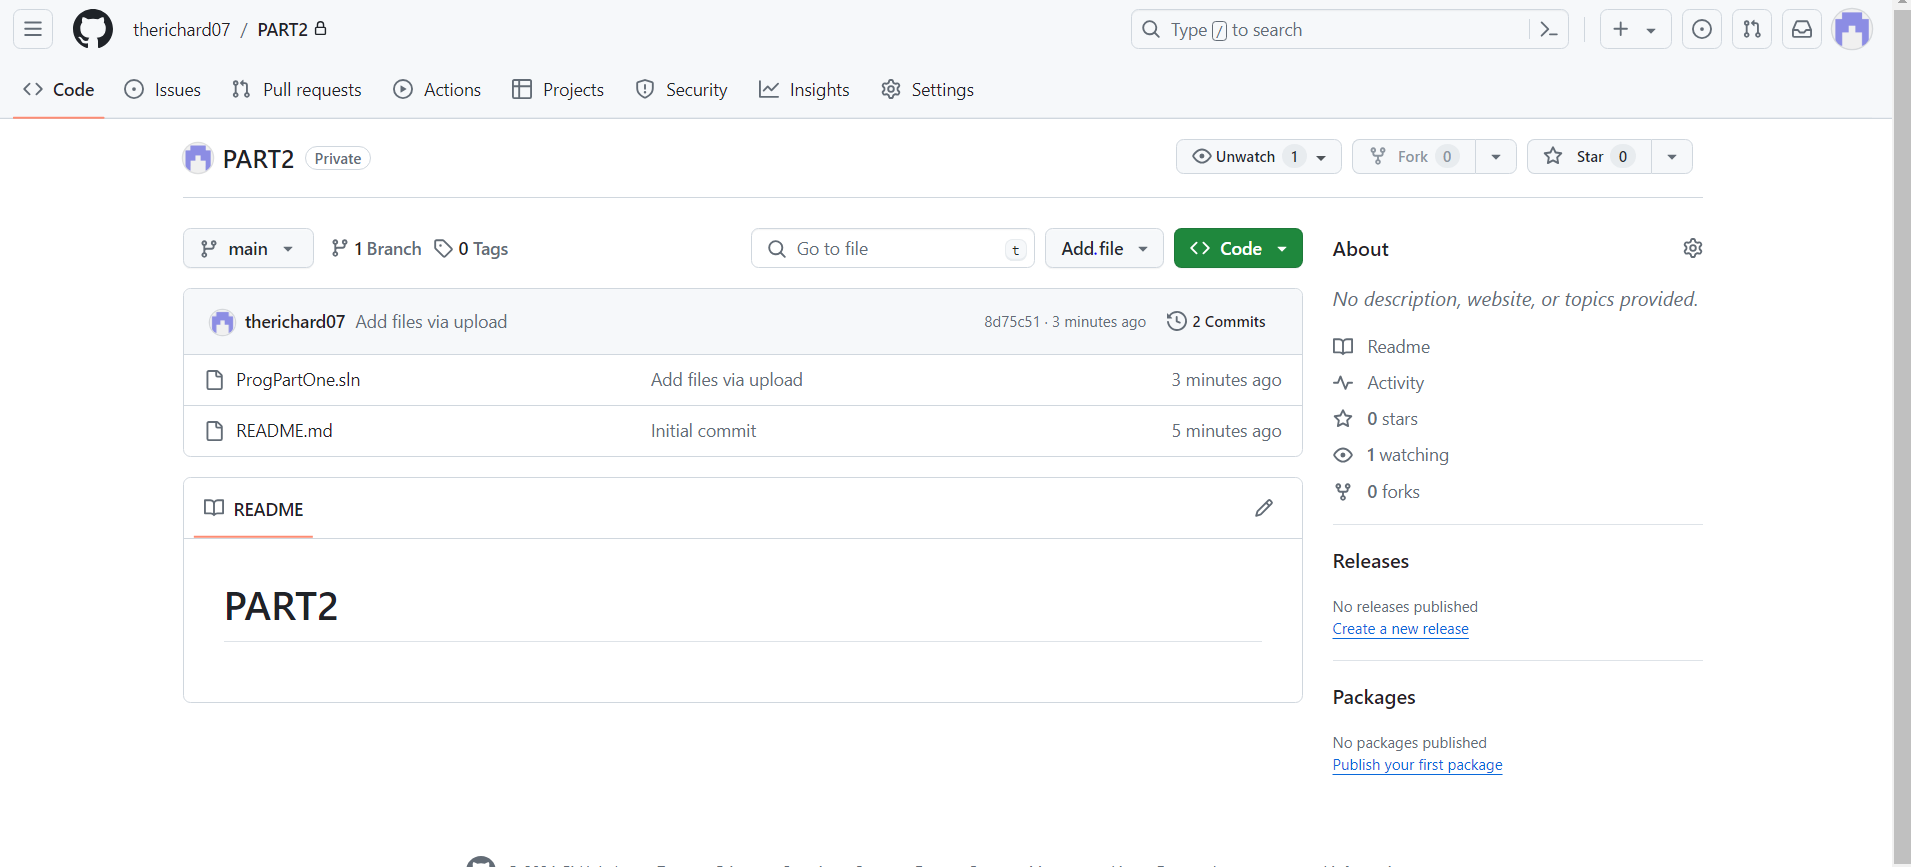 therichard07 / PART2
Type / to search
Code Issues Pull requests Actions Projects Security Insights Settings
PART2 Private
Unwatch 1 Fork 0 Star 0
main 1 Branch 0 Tags
Go to file t Add file Code
therichard07 Add files via upload 8d75c51 · 3 minutes ago 2 Commits
ProgPartOne.sln Add files via upload 3 minutes ago
README.md Initial commit 5 minutes ago
README
PART2
About
No description, website, or topics provided.
Readme
Activity
0 stars
1 watching
0 forks
Releases
No releases published
Create a new release
Packages
No packages published
Publish your first package